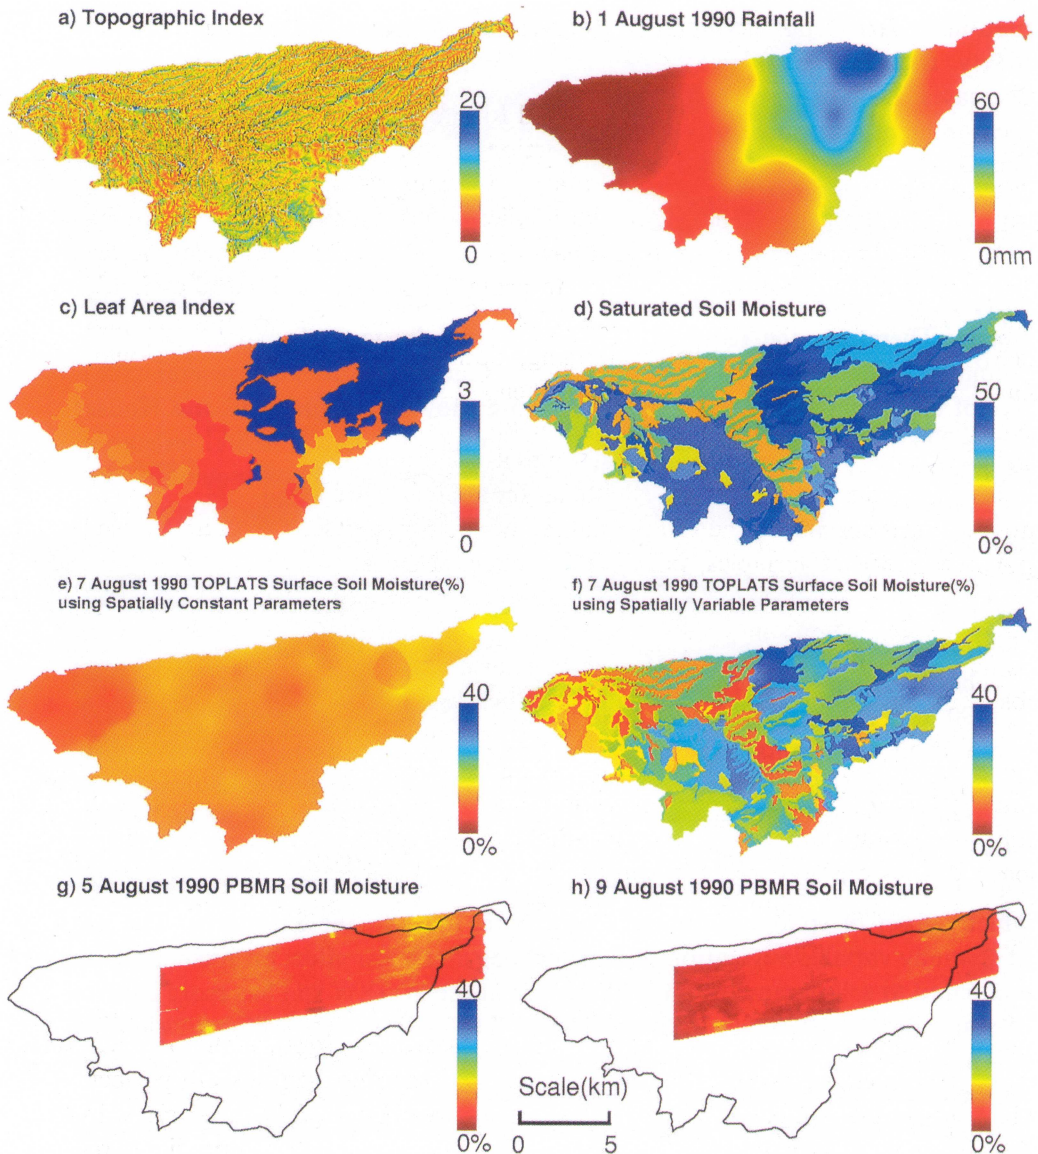 a) Topographic Index
20
0
b) 1 August 1990 Rainfall
60
0mm
c) Leaf Area Index
3
0
d) Saturated Soil Moisture
50
0%
e) 7 August 1990 TOPLATS Surface Soil Moisture(%)
using Spatially Constant Parameters
40
0%
f) 7 August 1990 TOPLATS Surface Soil Moisture(%)
using Spatially Variable Parameters
40
0%
g) 5 August 1990 PBMR Soil Moisture
40
0%
h) 9 August 1990 PBMR Soil Moisture
40
0%
Scale(km)
0 5